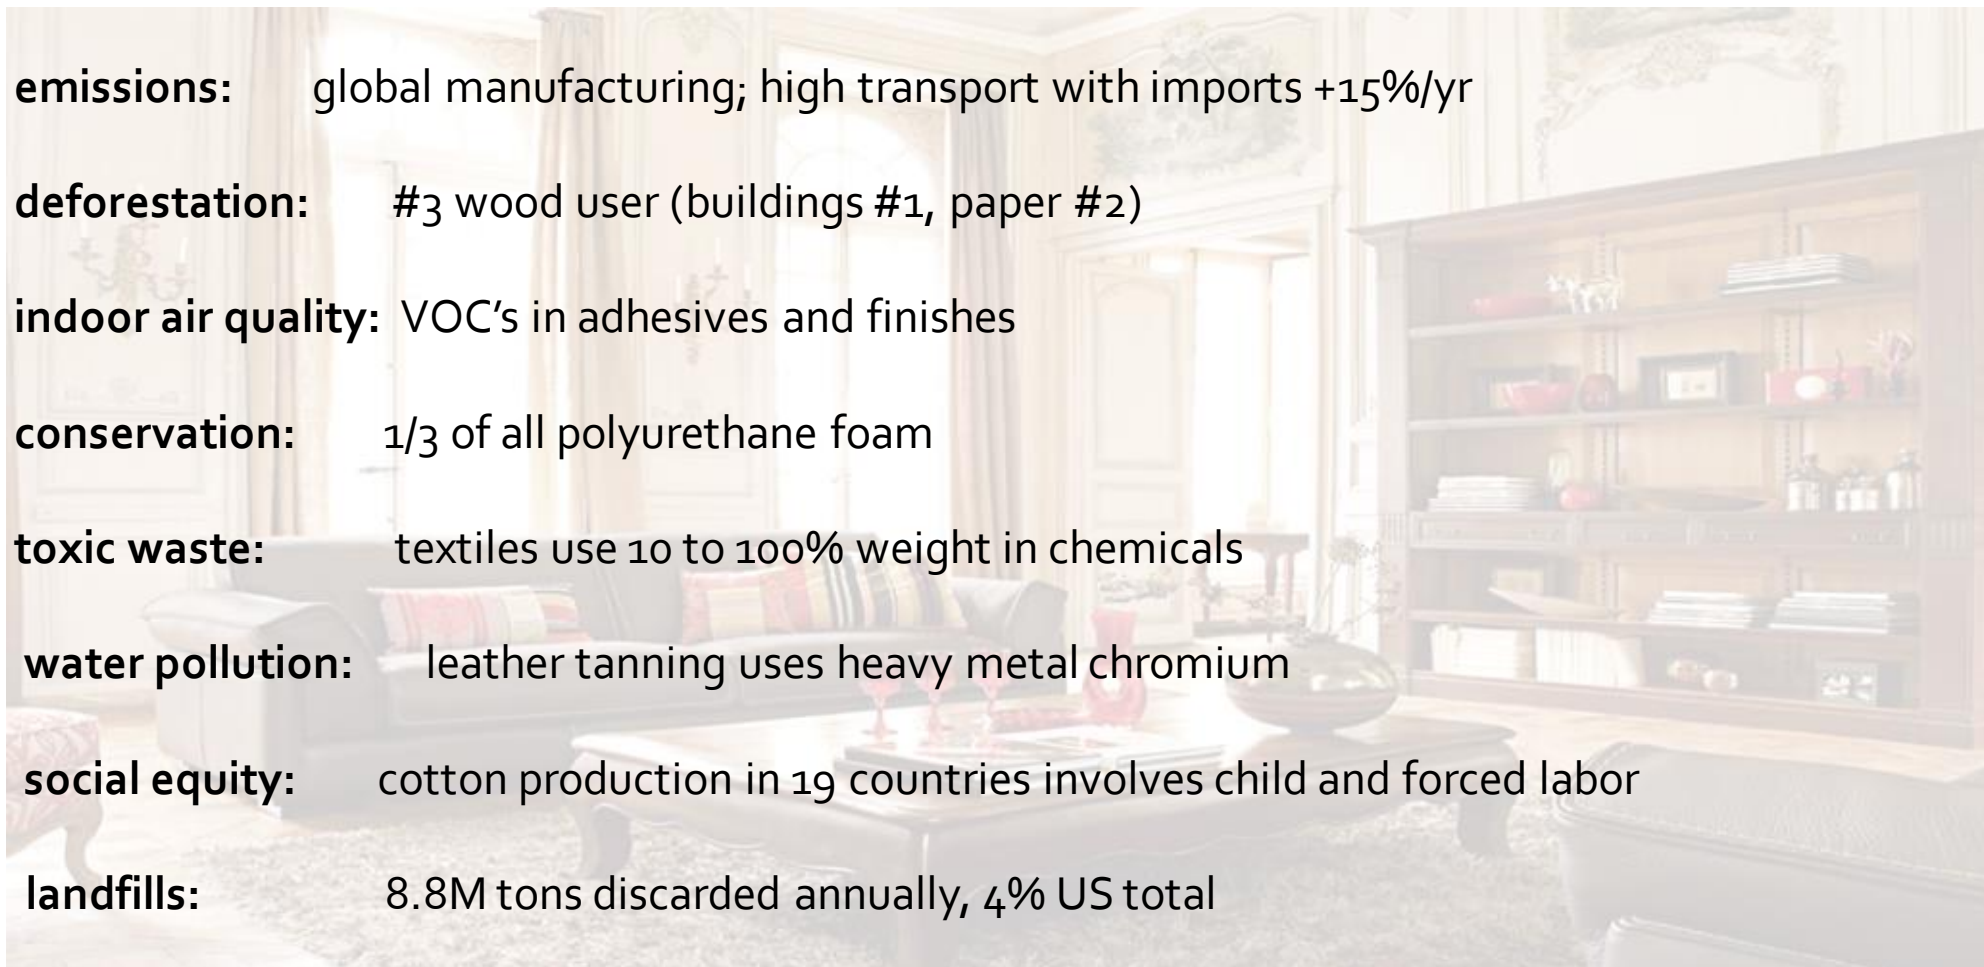 emissions: global manufacturing; high transport with imports +15%/yr
deforestation: #3 wood user (buildings #1, paper #2)
indoor air quality: VOC’s in adhesives and finishes
conservation: 1/3 of all polyurethane foam
toxic waste: textiles use 10 to 100% weight in chemicals
water pollution: leather tanning uses heavy metal chromium
social equity: cotton production in 19 countries involves child and forced labor
landfills: 8.8M tons discarded annually, 4% US total